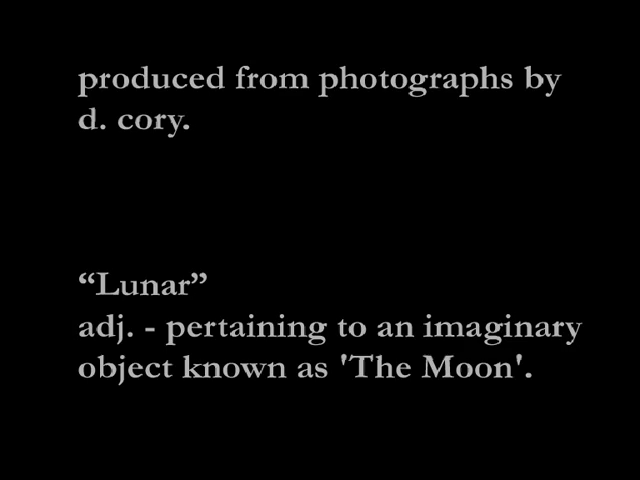 produced from photographs by
d. cory.
“Lunar”
adj. - pertaining to an imaginary
object known as 'The Moon'.